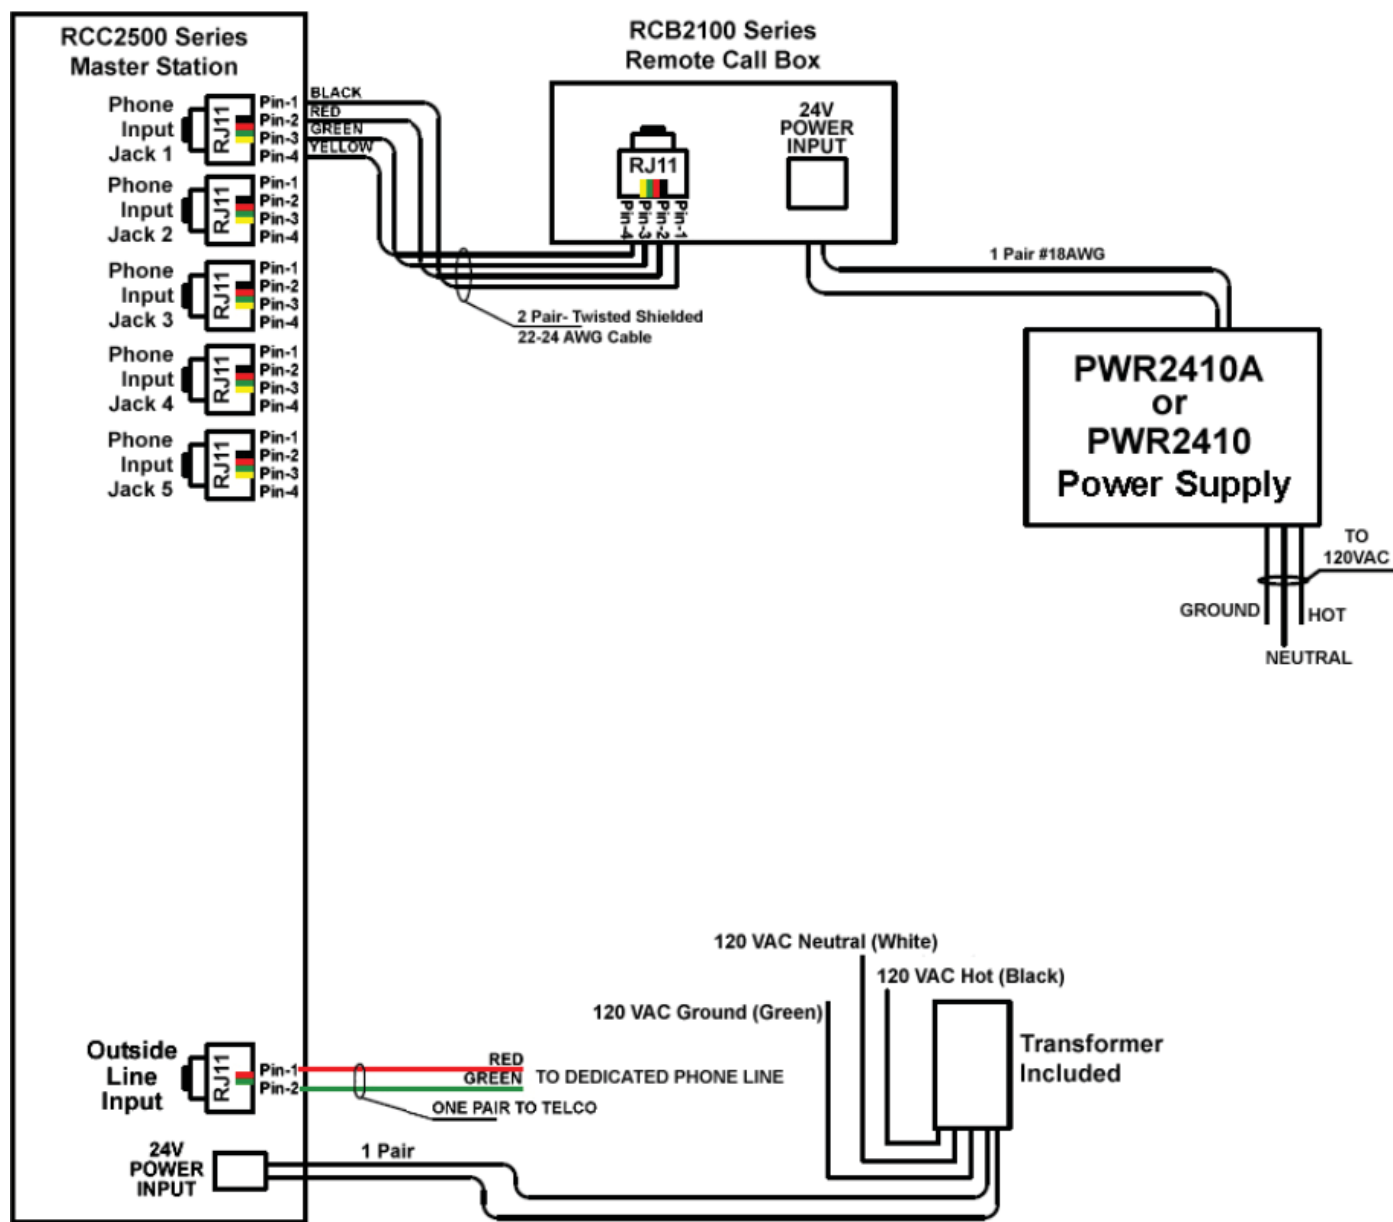 RCC2500 Series
Master Station
Phone
Input
Jack 1
RJ11
Pin-1
Pin-2
Pin-3
Pin-4
BLACK
RED
GREEN
YELLOW
Phone
Input
Jack 2
RJ11
Pin-1
Pin-2
Pin-3
Pin-4
Phone
Input
Jack 3
RJ11
Pin-1
Pin-2
Pin-3
Pin-4
Phone
Input
Jack 4
RJ11
Pin-1
Pin-2
Pin-3
Pin-4
Phone
Input
Jack 5
RJ11
Pin-1
Pin-2
Pin-3
Pin-4
RCB2100 Series
Remote Call Box
RJ11
Pin-4
Pin-3
Pin-2
Pin-1
24V
POWER
INPUT
2 Pair- Twisted Shielded
22-24 AWG Cable
1 Pair #18AWG
PWR2410A
or
PWR2410
Power Supply
TO
120VAC
GROUND
HOT
NEUTRAL
120 VAC Neutral (White)
120 VAC Hot (Black)
120 VAC Ground (Green)
Transformer
Included
Outside
Line
Input
RJ11
Pin-1
Pin-2
RED
GREEN
TO DEDICATED PHONE LINE
ONE PAIR TO TELCO
24V
POWER
INPUT
1 Pair